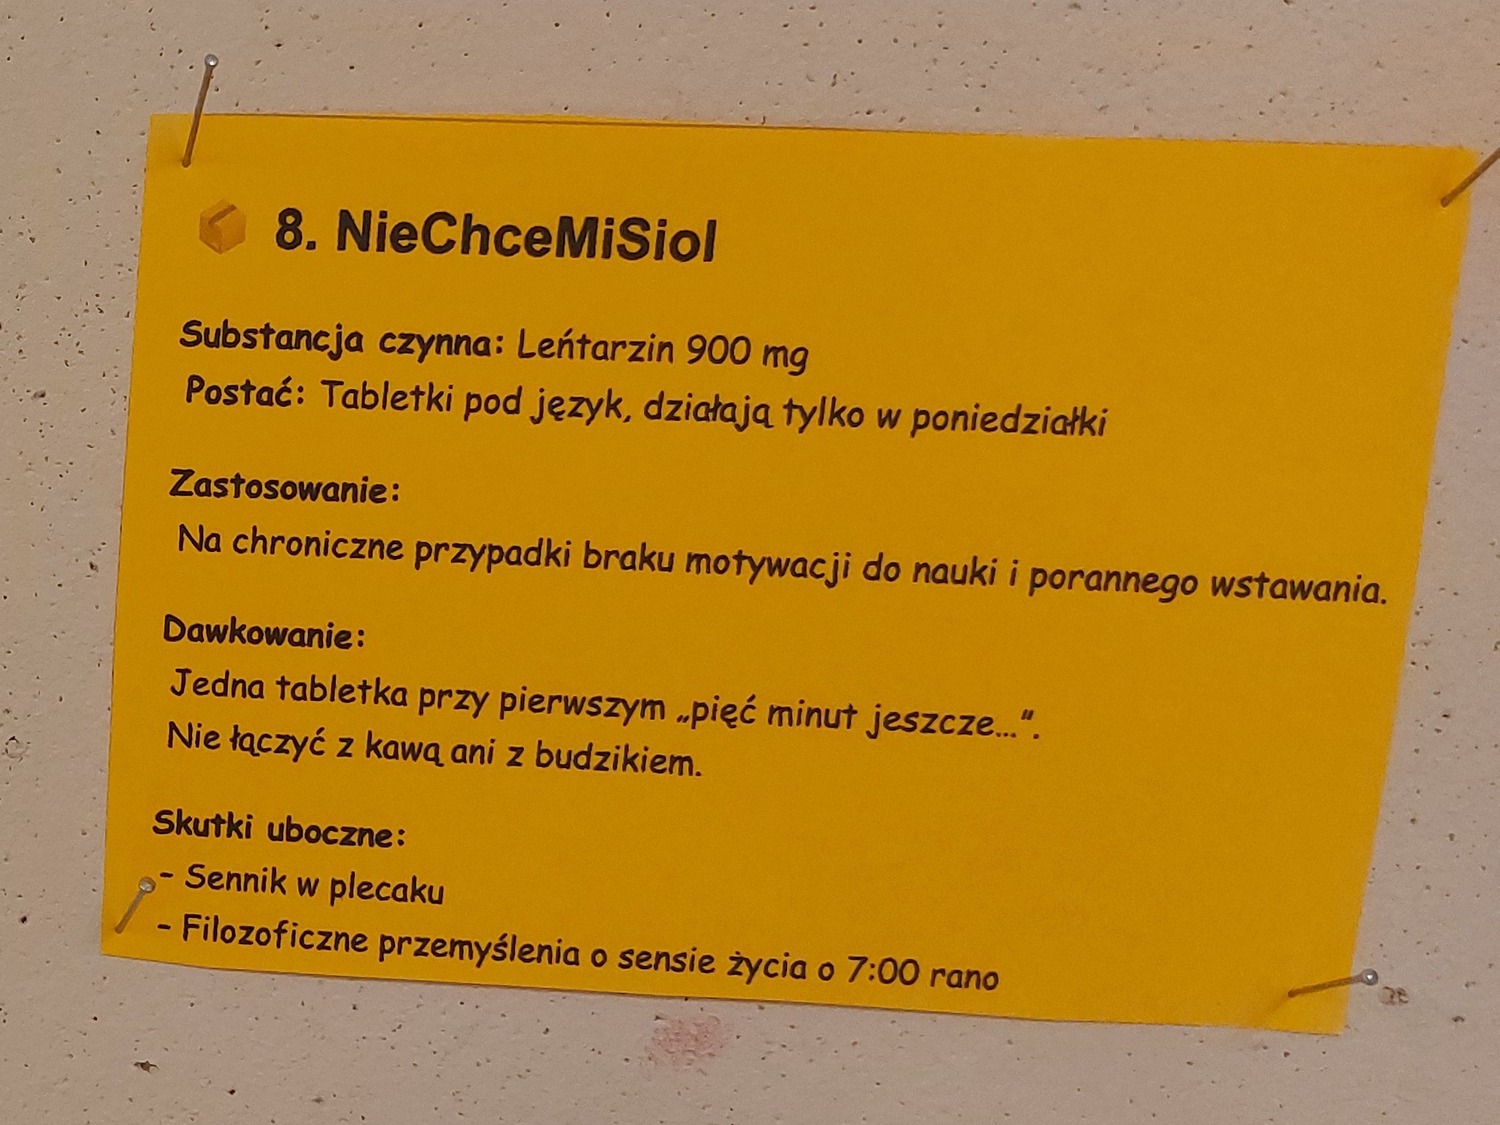 8. NieChceMiSiol
Substancja czynna: Leńtarzin 900 mg
Postać: Tabletki pod język, działają tylko w poniedziałki
Zastosowanie:
Na chroniczne przypadki braku motywacji do nauki i porannego wstawania.
Dawkowanie:
Jedna tabletka przy pierwszym „pięć minut jeszcze...”.
Nie łączyć z kawą ani z budzikiem.
Skutki uboczne:
- Sennik w plecaku
- Filozoficzne przemyślenia o sensie życia o 7:00 rano